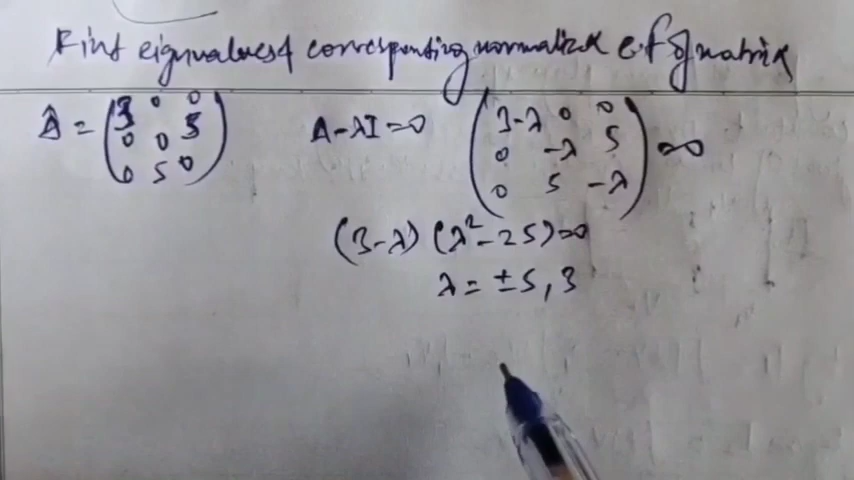 Find eigenvalues & corresponding normalized e.f of matrix
Â = (3 0 0
0 0 5
0 5 0)
A-λI=0
(3-λ 0 0
0 -λ 5
0 5 -λ) =0
(3-λ) (λ²-25)=0
λ = ±5, 3